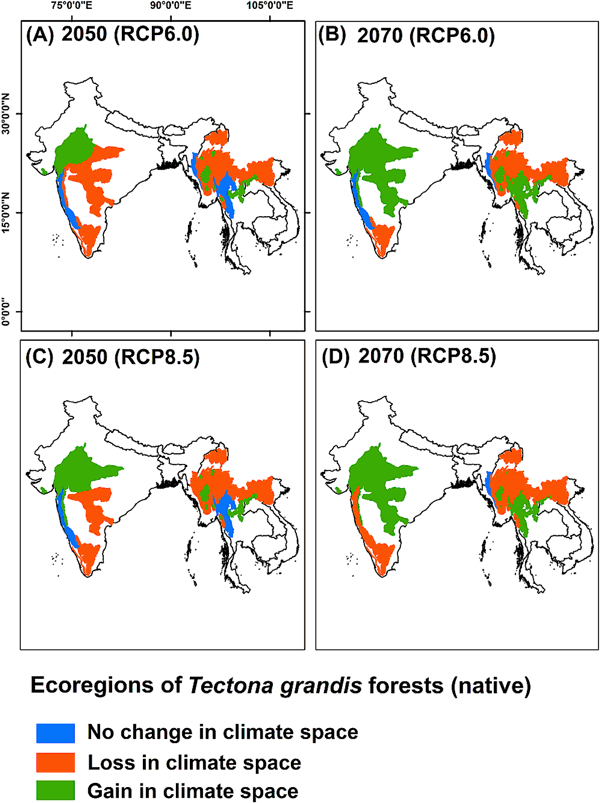 75°0'0"E 90°0'0"E 105°0'0"E
(A) 2050 (RCP6.0)
(B) 2070 (RCP6.0)
30°0'0"N
15°0'0"N
0°0'0"
(C) 2050 (RCP8.5)
(D) 2070 (RCP8.5)
Ecoregions of Tectona grandis forests (native)
No change in climate space
Loss in climate space
Gain in climate space